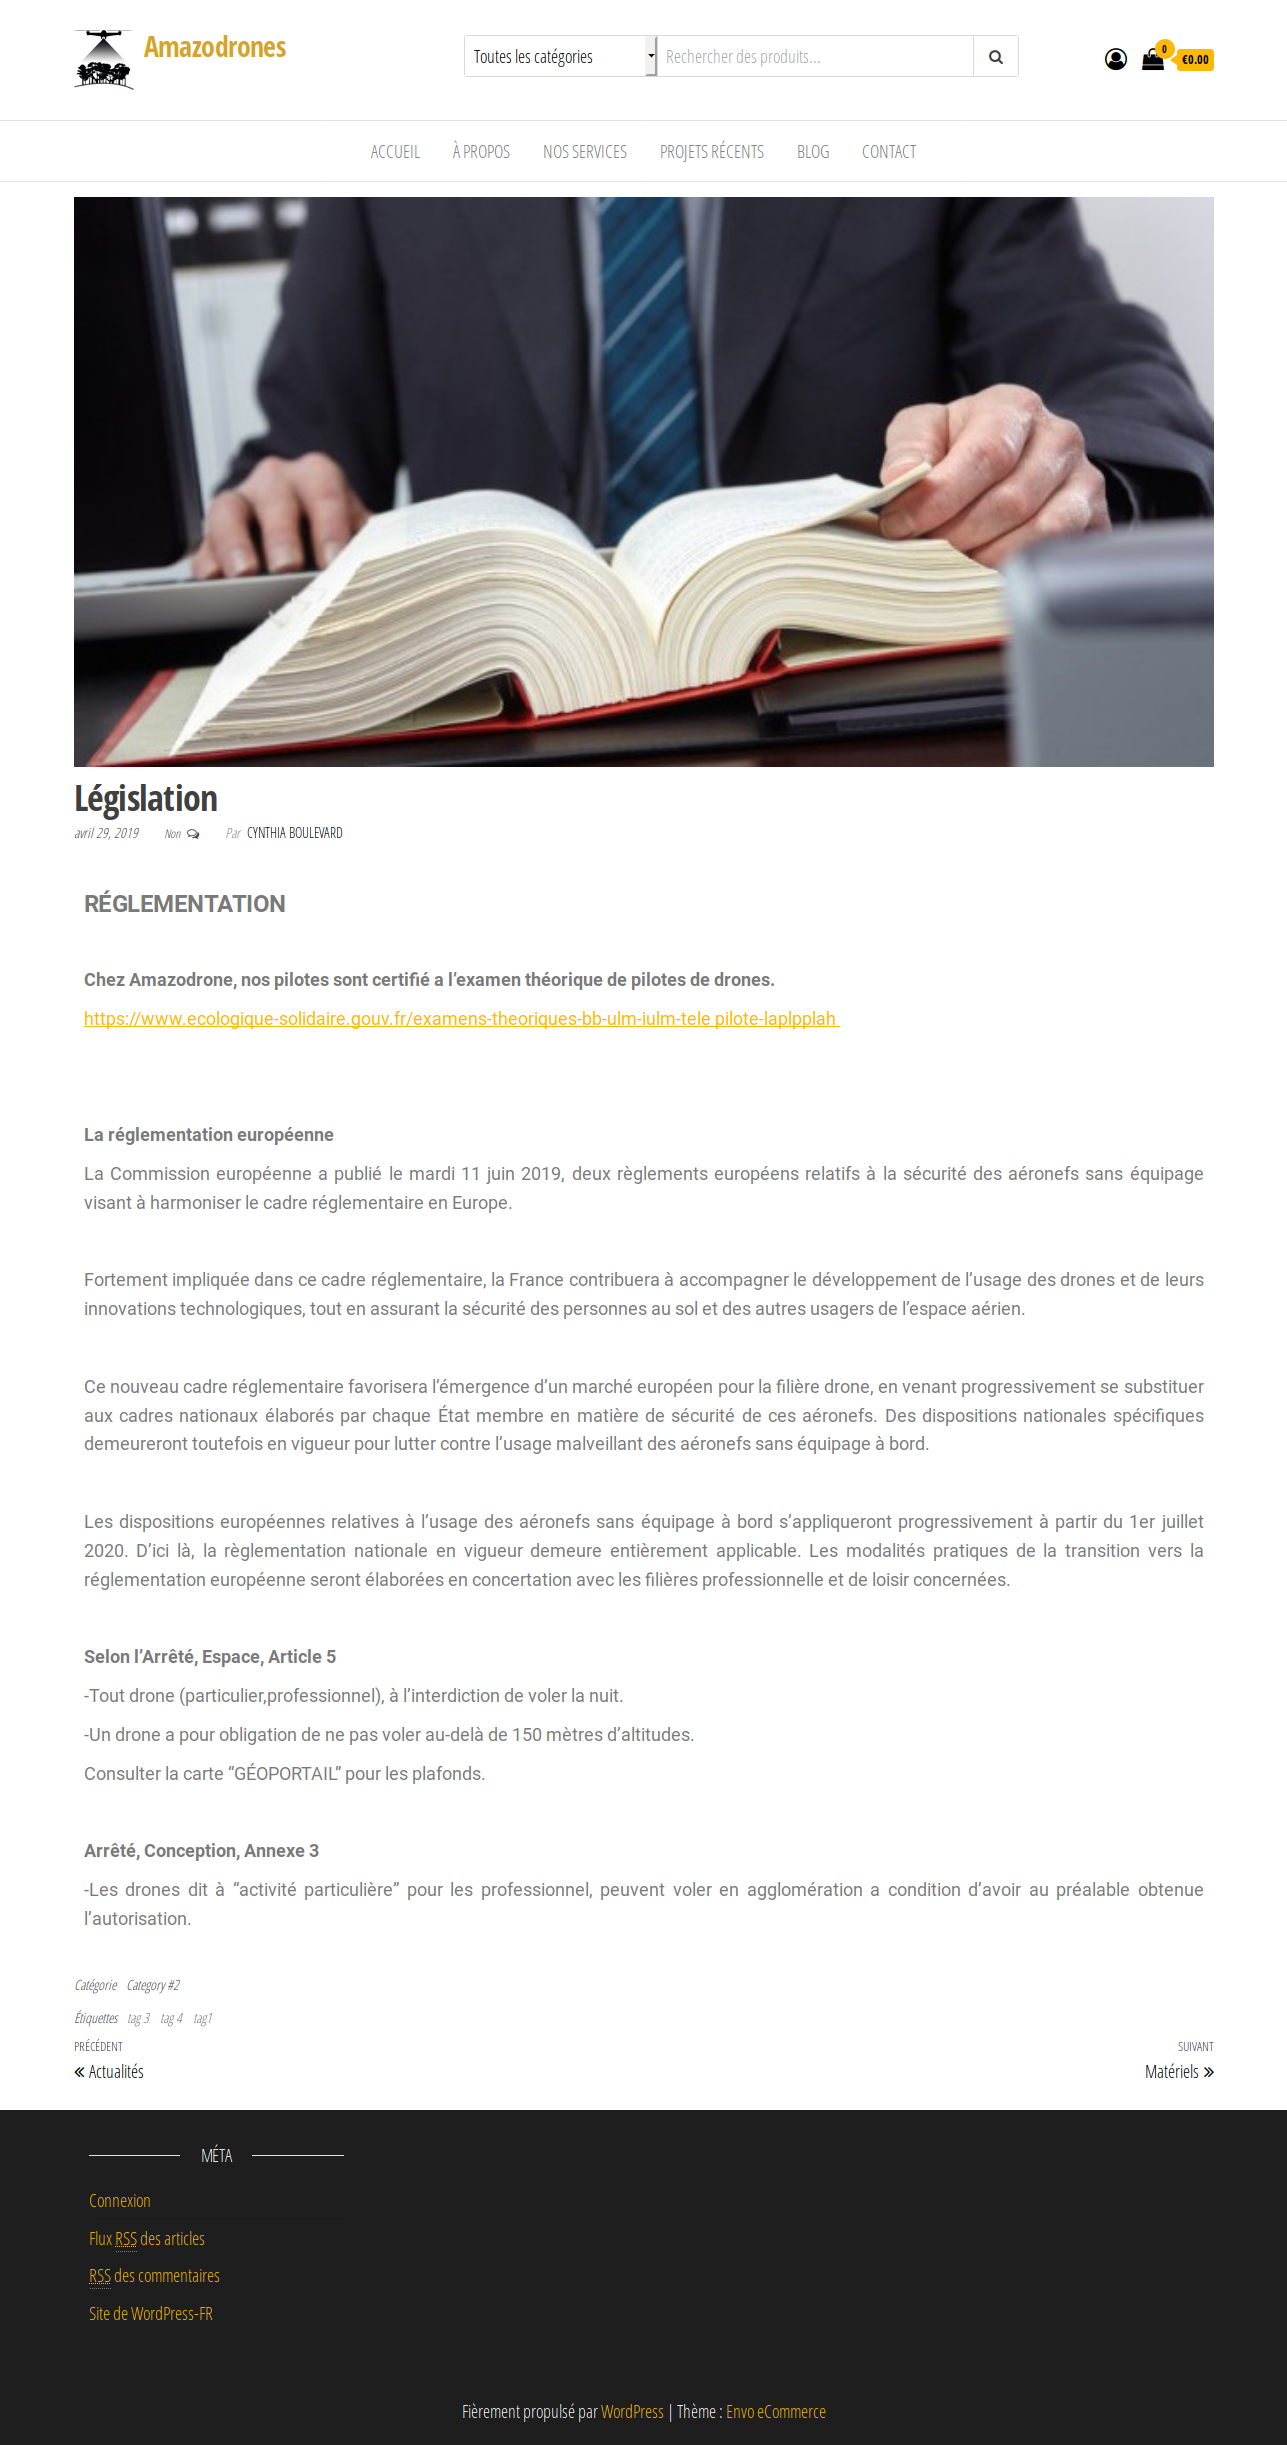 Amazodrones
Toutes les catégories
Rechercher des produits...
0
€0.00
ACCUEIL
À PROPOS
NOS SERVICES
PROJETS RÉCENTS
BLOG
CONTACT
Législation
avril 29, 2019
Non
Par CYNTHIA BOULEVARD
RÉGLEMENTATION
Chez Amazodrone, nos pilotes sont certifié a l’examen théorique de pilotes de drones.
https://www.ecologique-solidaire.gouv.fr/examens-theoriques-bb-ulm-iulm-tele pilote-laplpplah
La réglementation européenne
La Commission européenne a publié le mardi 11 juin 2019, deux règlements européens relatifs à la sécurité des aéronefs sans équipage
visant à harmoniser le cadre réglementaire en Europe.
Fortement impliquée dans ce cadre réglementaire, la France contribuera à accompagner le développement de l’usage des drones et de leurs
innovations technologiques, tout en assurant la sécurité des personnes au sol et des autres usagers de l’espace aérien.
Ce nouveau cadre réglementaire favorisera l’émergence d’un marché européen pour la filière drone, en venant progressivement se substituer
aux cadres nationaux élaborés par chaque État membre en matière de sécurité de ces aéronefs. Des dispositions nationales spécifiques
demeureront toutefois en vigueur pour lutter contre l’usage malveillant des aéronefs sans équipage à bord.
Les dispositions européennes relatives à l’usage des aéronefs sans équipage à bord s’appliqueront progressivement à partir du 1er juillet
2020. D’ici là, la règlementation nationale en vigueur demeure entièrement applicable. Les modalités pratiques de la transition vers la
réglementation européenne seront élaborées en concertation avec les filières professionnelle et de loisir concernées.
Selon l’Arrêté, Espace, Article 5
-Tout drone (particulier,professionnel), à l’interdiction de voler la nuit.
-Un drone a pour obligation de ne pas voler au-delà de 150 mètres d’altitudes.
Consulter la carte “GÉOPORTAIL” pour les plafonds.
Arrêté, Conception, Annexe 3
-Les drones dit à “activité particulière” pour les professionnel, peuvent voler en agglomération a condition d’avoir au préalable obtenue
l’autorisation.
Catégorie Category #2
Étiquettes tag 3 tag 4 tag1
PRÉCÉDENT
« Actualités
SUIVANT
Matériels »
MÉTA
Connexion
Flux RSS des articles
RSS des commentaires
Site de WordPress-FR
Fièrement propulsé par WordPress | Thème : Envo eCommerce